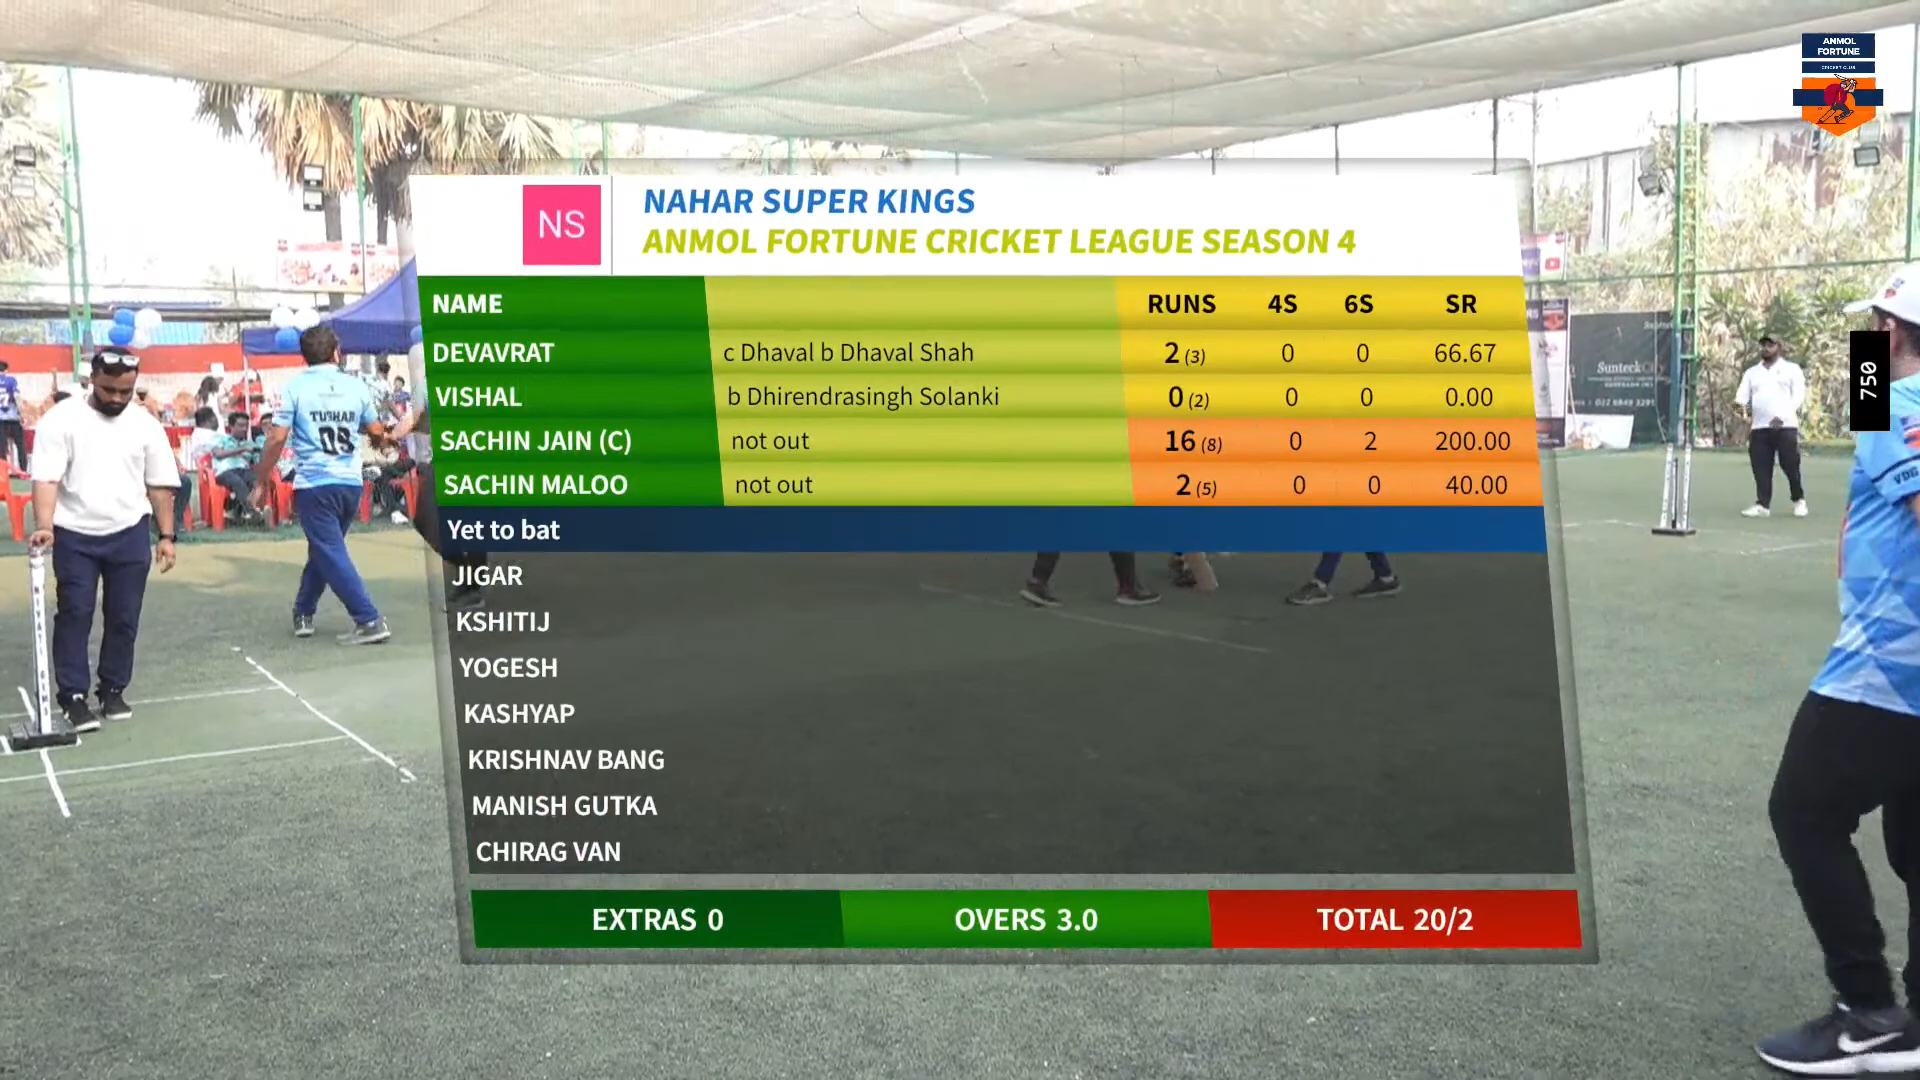 ANMOL
FORTUNE
CRICKET CLUB
NS
NAHAR SUPER KINGS
ANMOL FORTUNE CRICKET LEAGUE SEASON 4
NAME RUNS 4S 6S SR
DEVAVRAT c Dhaval b Dhaval Shah 2 (3) 0 0 66.67
VISHAL b Dhirendrasingh Solanki 0 (2) 0 0 0.00
SACHIN JAIN (C) not out 16 (8) 0 2 200.00
SACHIN MALOO not out 2 (5) 0 0 40.00
Yet to bat
JIGAR
KSHITIJ
YOGESH
KASHYAP
KRISHNAV BANG
MANISH GUTKA
CHIRAG VAN
EXTRAS 0 OVERS 3.0 TOTAL 20/2
TUSHAR
09
750